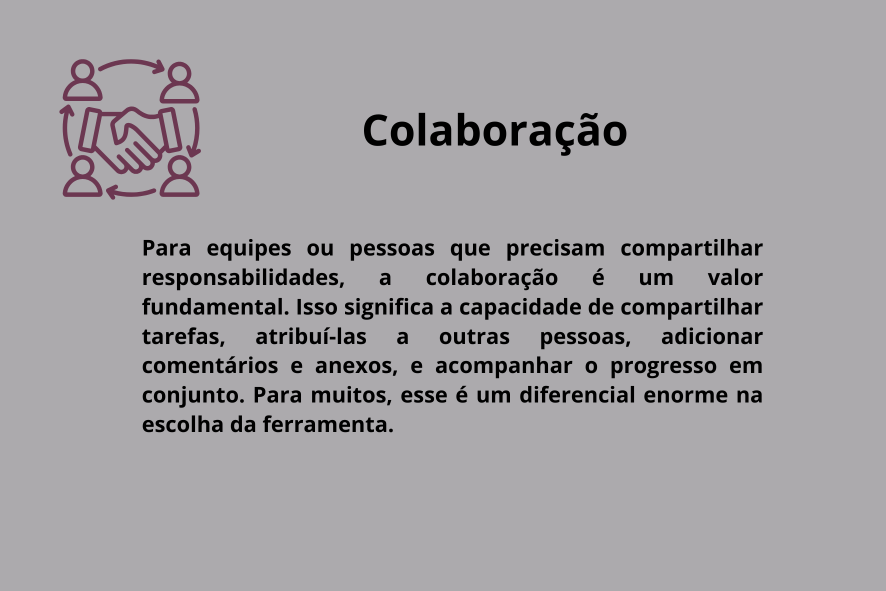 Colaboração
Para equipes ou pessoas que precisam compartilhar
responsabilidades, a colaboração é um valor
fundamental. Isso significa a capacidade de compartilhar
tarefas, atribuí-las a outras pessoas, adicionar
comentários e anexos, e acompanhar o progresso em
conjunto. Para muitos, esse é um diferencial enorme na
escolha da ferramenta.